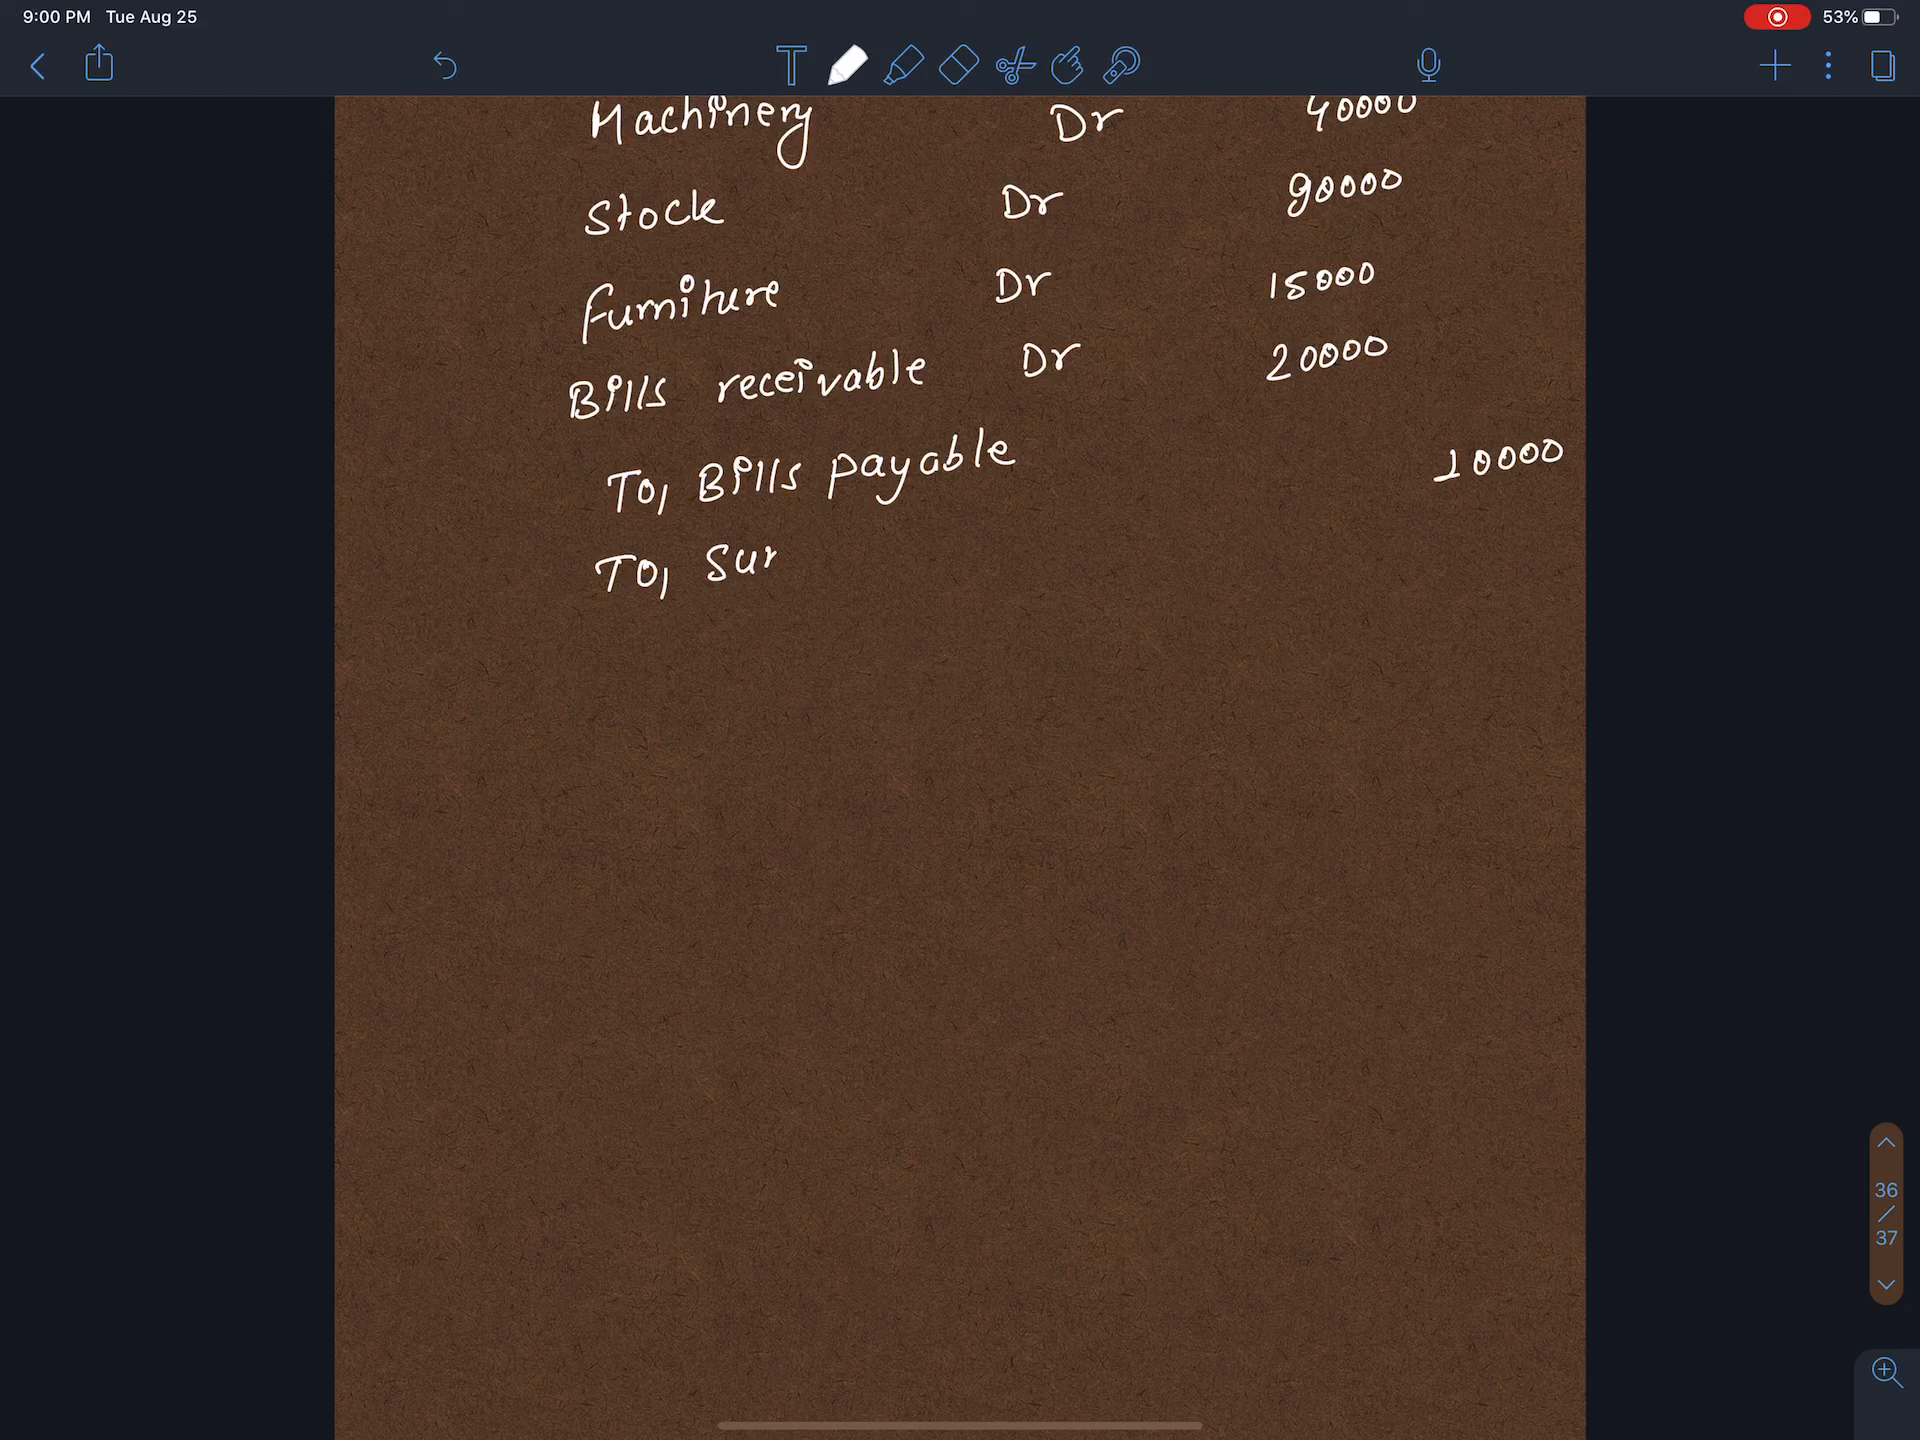 9:00 PM Tue Aug 25
53%
Machinery Dr 40000
Stock Dr 90000
Furniture Dr 15000
Bills receivable Dr 20000
To, Bills payable 10000
To, Sur
36
/
37